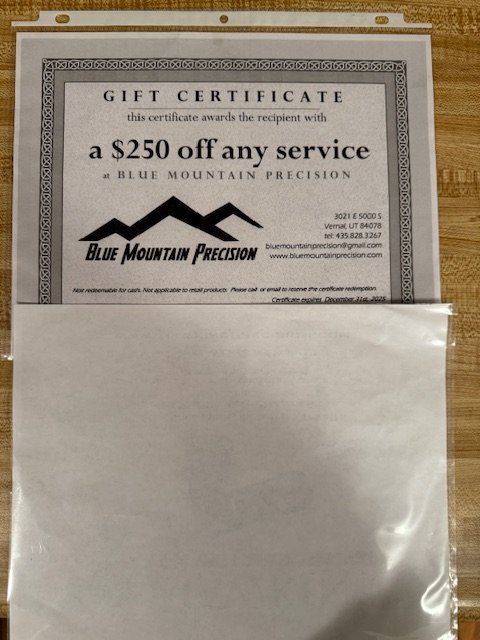 GIFT CERTIFICATE
this certificate awards the recipient with
a $250 off any service
at BLUE MOUNTAIN PRECISION
3021 E 5000 S
Vernal, UT 84078
tel: 435.828.3267
bluemountainprecision@gmail.com
www.bluemountainprecision.com
BLUE MOUNTAIN PRECISION
Not redeemable for cash. Not applicable to retail products. Please call or email to reserve the certificate redemption.
Certificate expires December 31st, 2025